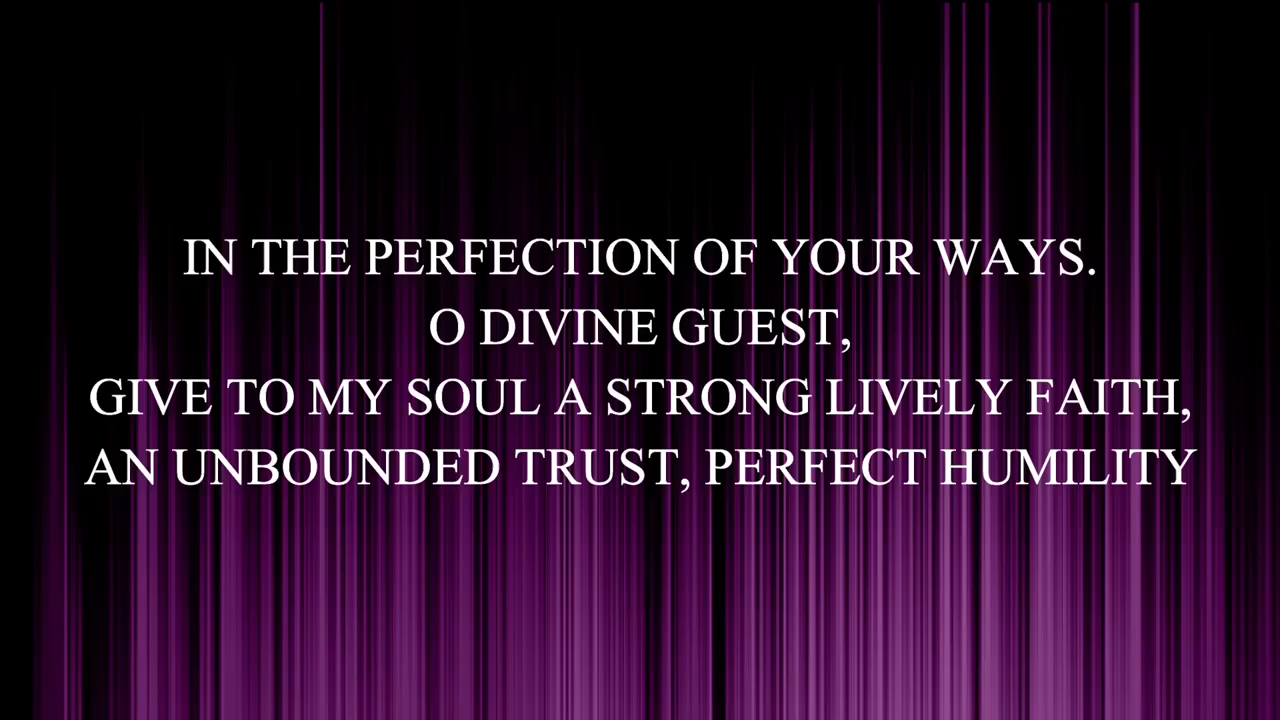 IN THE PERFECTION OF YOUR WAYS.
O DIVINE GUEST,
GIVE TO MY SOUL A STRONG LIVELY FAITH,
AN UNBOUNDED TRUST, PERFECT HUMILITY